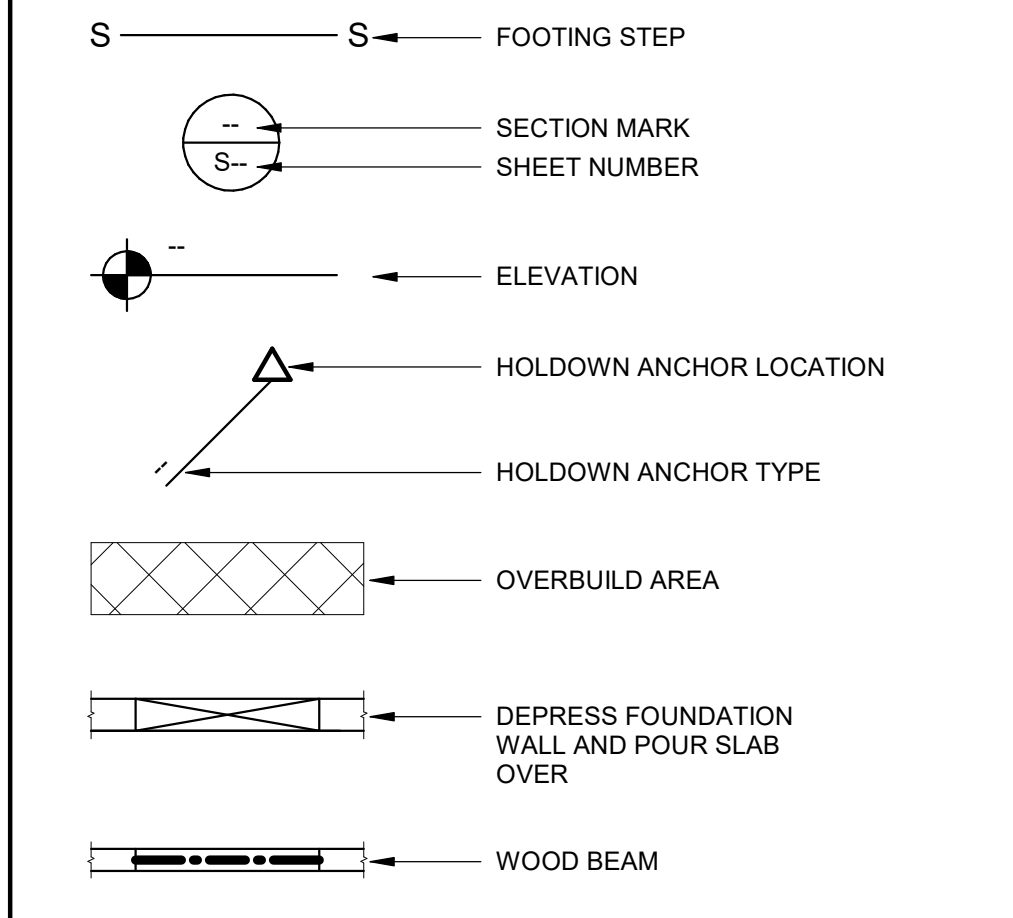 S S FOOTING STEP
-- SECTION MARK
S-- SHEET NUMBER
--
ELEVATION
HOLDOWN ANCHOR LOCATION
-- HOLDOWN ANCHOR TYPE
OVERBUILD AREA
DEPRESS FOUNDATION
WALL AND POUR SLAB
OVER
WOOD BEAM